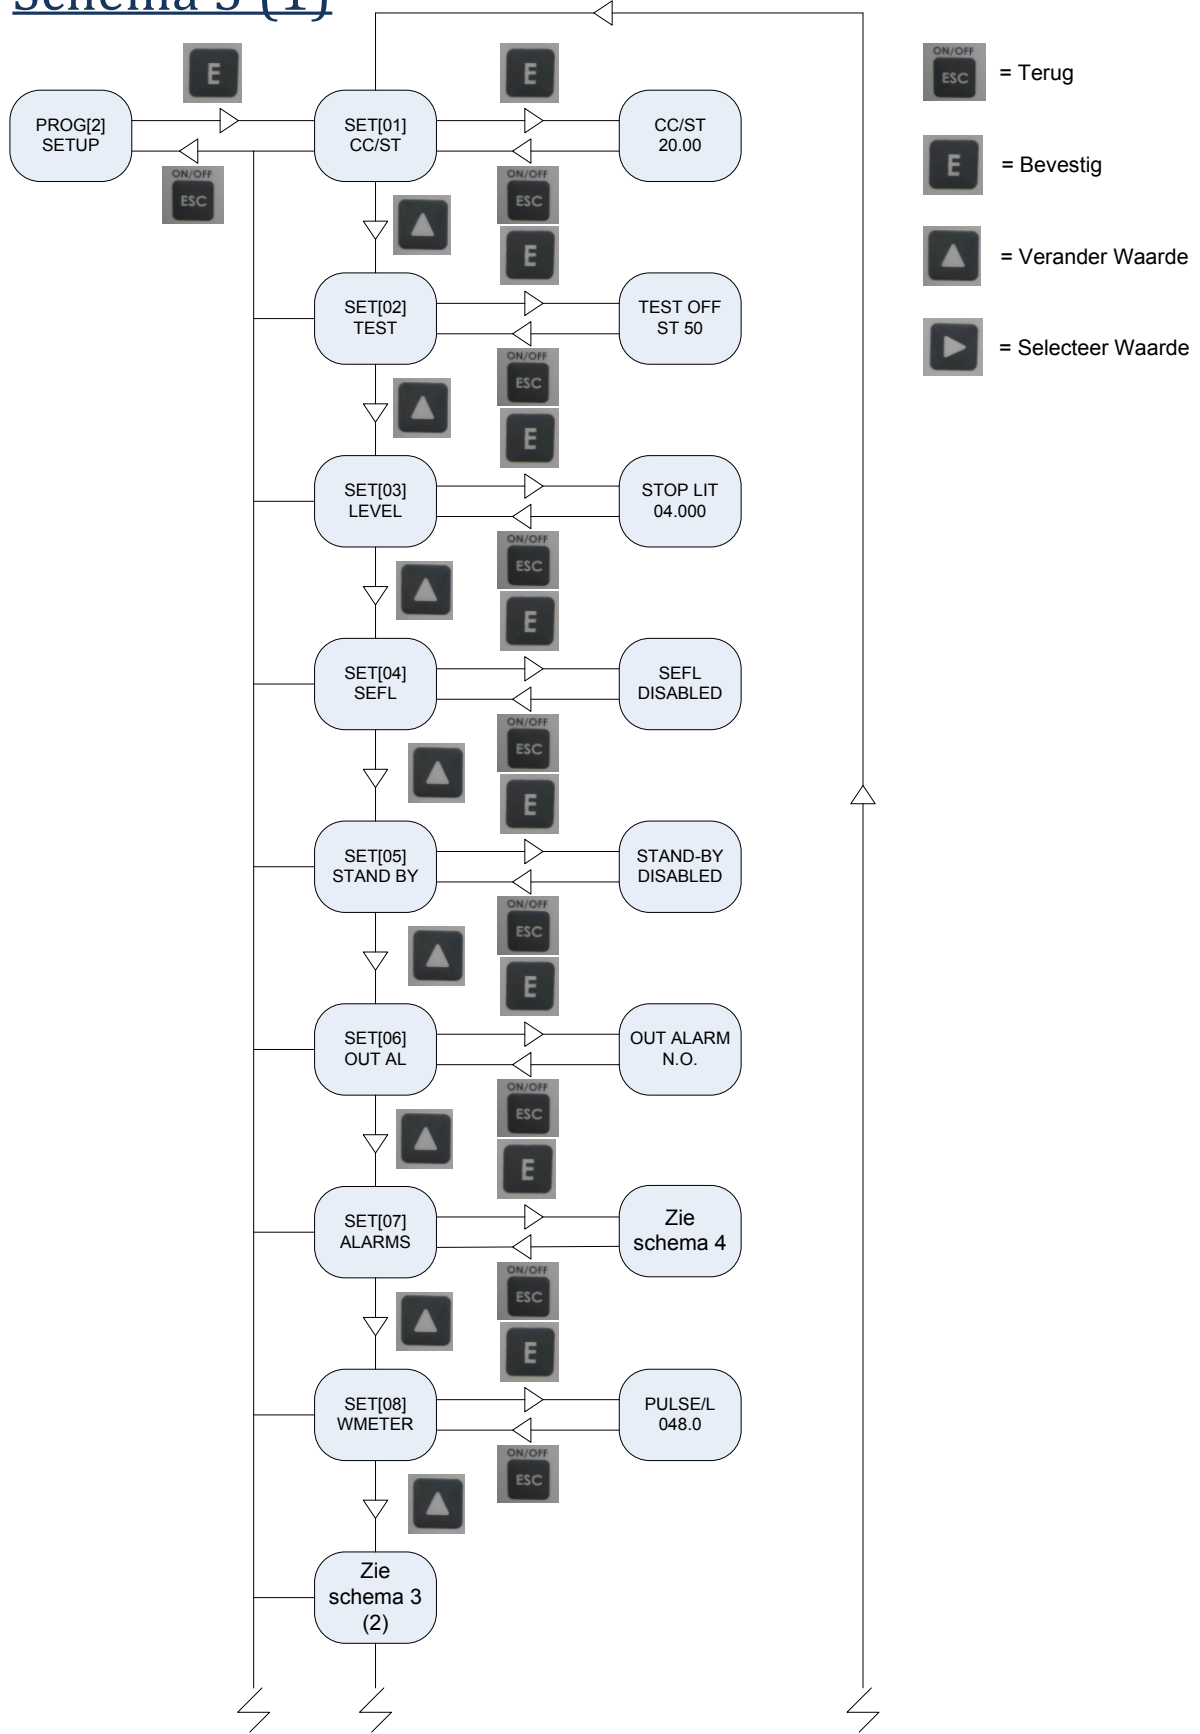 Schema 3 (1)
E
E
ON/OFF
ESC
= Terug
PROG[2]
SETUP
SET[01]
CC/ST
CC/ST
20.00
ON/OFF
ESC
ON/OFF
ESC
E
= Bevestig
E
= Verander Waarde
SET[02]
TEST
TEST OFF
ST 50
= Selecteer Waarde
ON/OFF
ESC
E
SET[03]
LEVEL
STOP LIT
04.000
ON/OFF
ESC
E
SET[04]
SEFL
SEFL
DISABLED
ON/OFF
ESC
E
SET[05]
STAND BY
STAND-BY
DISABLED
ON/OFF
ESC
E
SET[06]
OUT AL
OUT ALARM
N.O.
ON/OFF
ESC
E
SET[07]
ALARMS
Zie
schema 4
ON/OFF
ESC
E
SET[08]
WMETER
PULSE/L
048.0
ON/OFF
ESC
Zie
schema 3
(2)